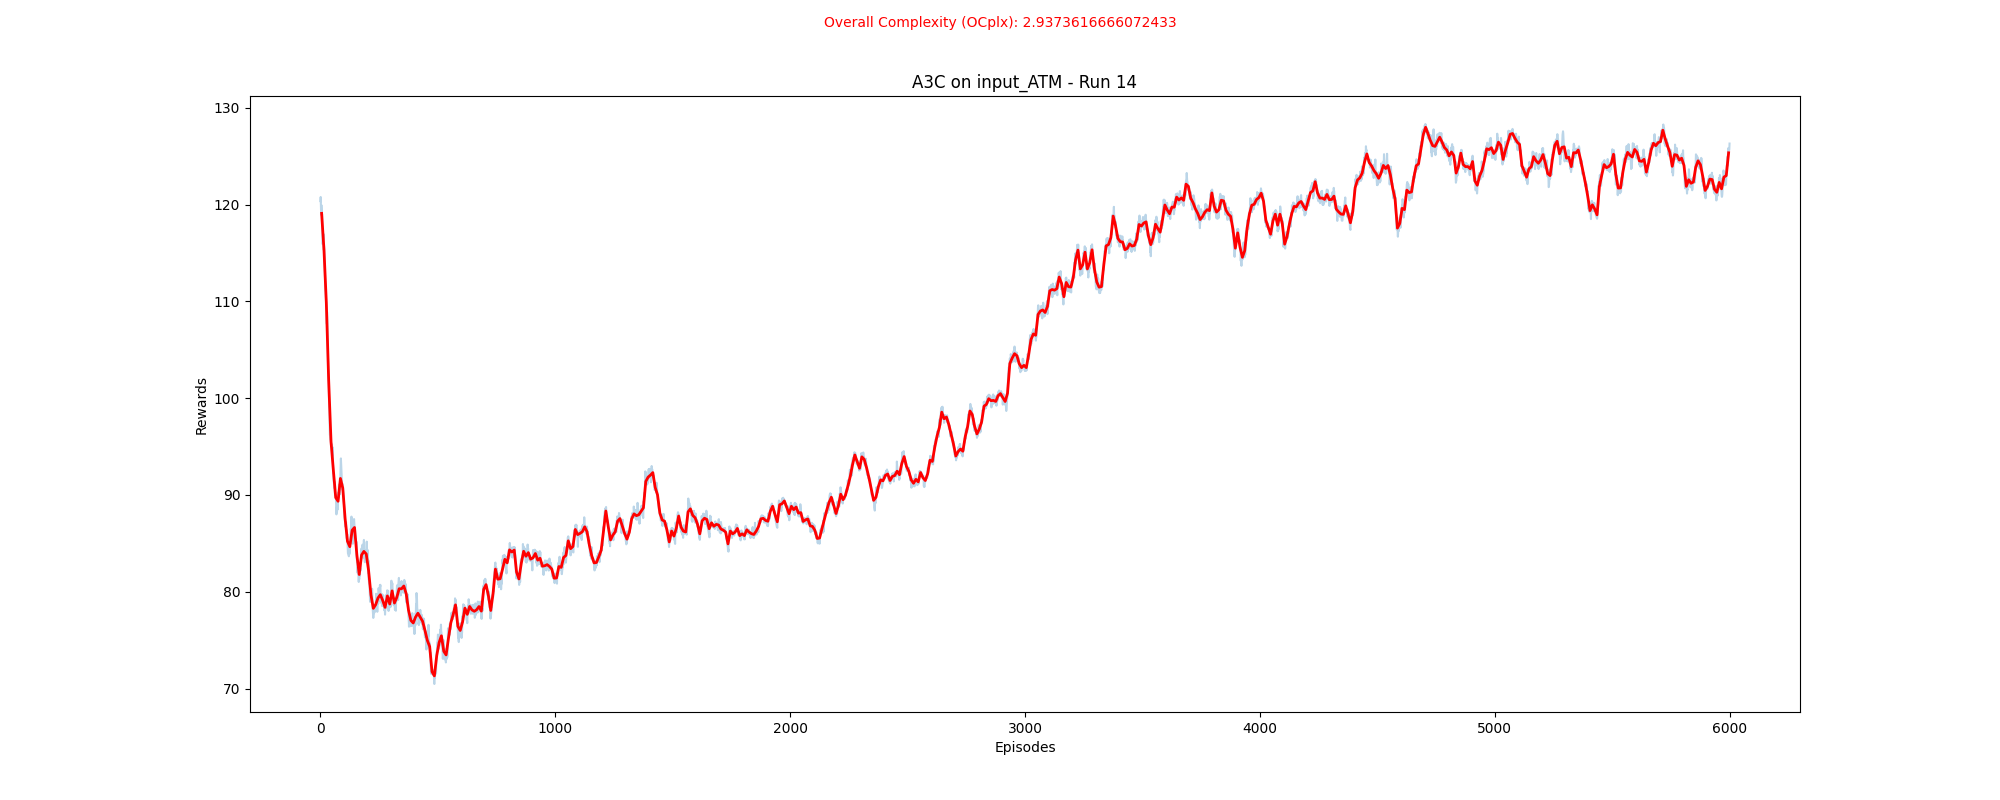 Overall Complexity (OCplx): 2.9373616666072433
A3C on input_ATM - Run 14
130
120
110
100
90
80
70
Rewards
0 1000 2000 3000 4000 5000 6000
Episodes